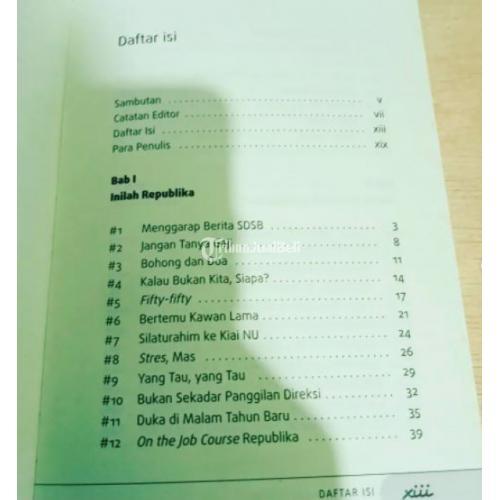 Daftar isi
Sambutan ........................................ v
Catatan Editor ........................................ vii
Daftar Isi ........................................ xiii
Para Penulis ........................................ xix
Bab I
Inilah Republika
#1 Menggarap Berita SDSB ........................ 3
#2 Jangan ........................ 8
#3 Bohong dan Doa ........................ 11
#4 Kalau Bukan Kita, Siapa? ........................ 14
#5 Fifty-fifty ........................ 17
#6 Bertemu Kawan Lama ........................ 21
#7 Silaturahim ke Kiai NU ........................ 24
#8 Stres, Mas ........................ 26
#9 Yang Tau, yang Tau ........................ 29
#10 Bukan Sekadar Panggilan Direksi ........................ 32
#11 Duka di Malam Tahun Baru ........................ 35
#12 On the Job Course Republika ........................ 39
DAFTAR ISI xiii